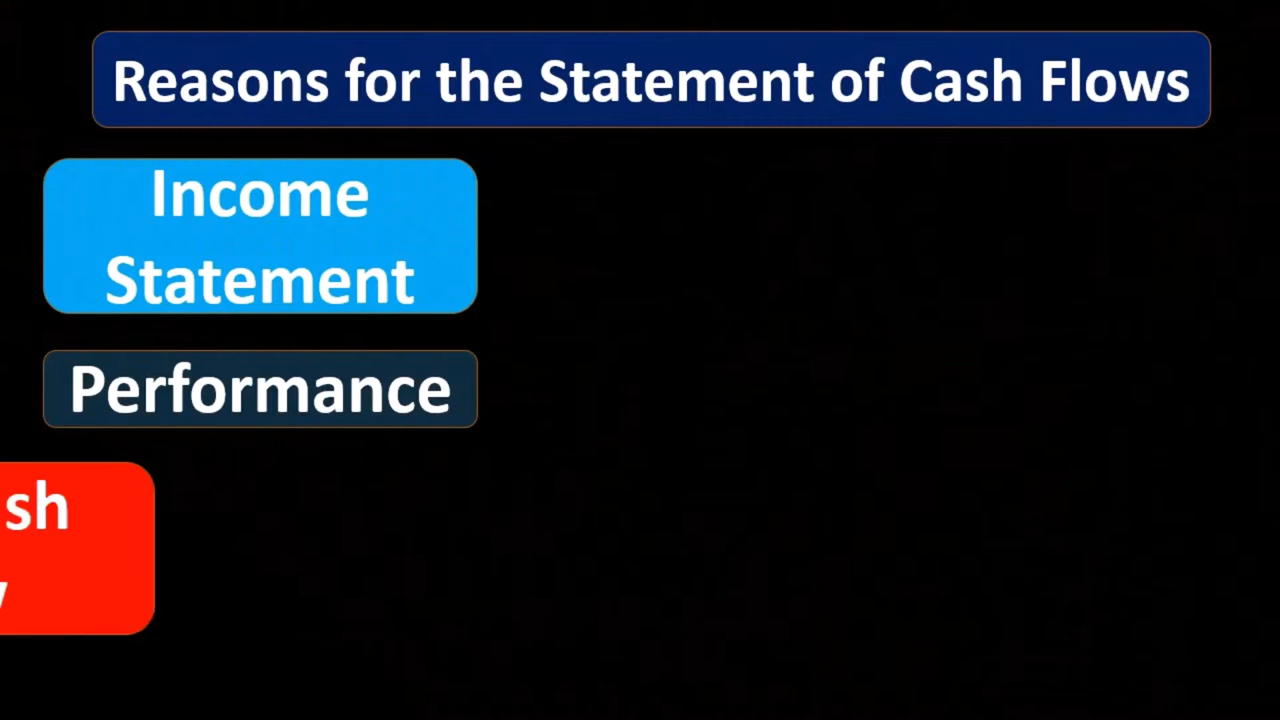 Reasons for the Statement of Cash Flows
Income
Statement
Performance
sh